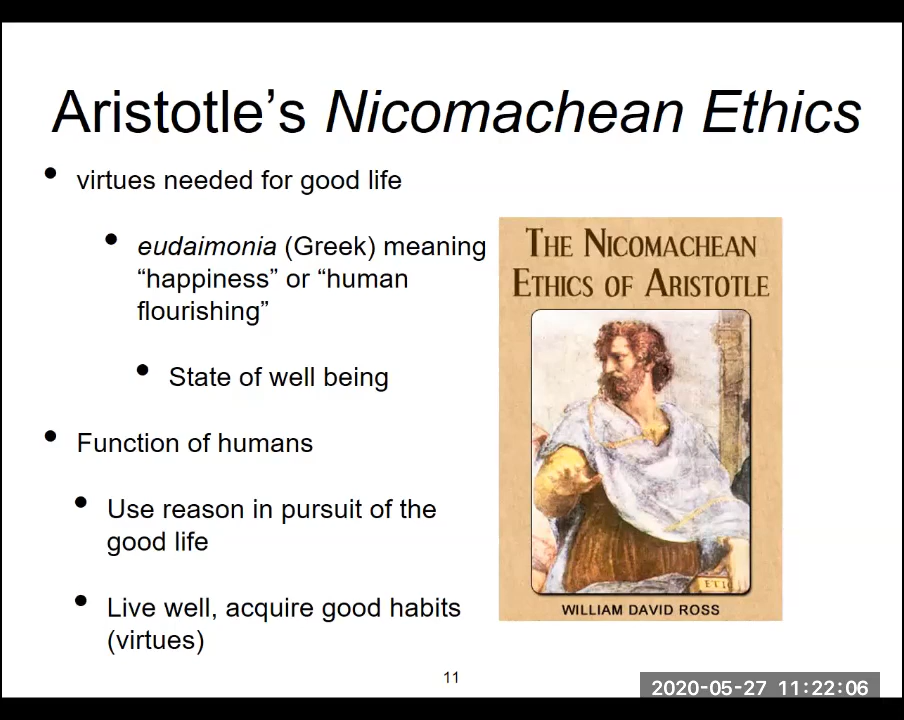 Aristotle’s Nicomachean Ethics
• virtues needed for good life
• eudaimonia (Greek) meaning
“happiness” or “human
flourishing”
• State of well being
• Function of humans
• Use reason in pursuit of the
good life
• Live well, acquire good habits
(virtues)
THE NICOMACHEAN
ETHICS OF ARISTOTLE
ETI
WILLIAM DAVID ROSS
11
2020-05-27 11:22:06